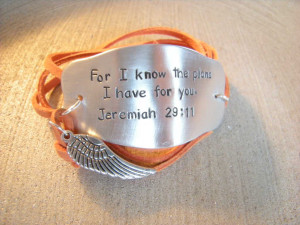 For I know the plans
I have for you.
Jeremiah 29:11